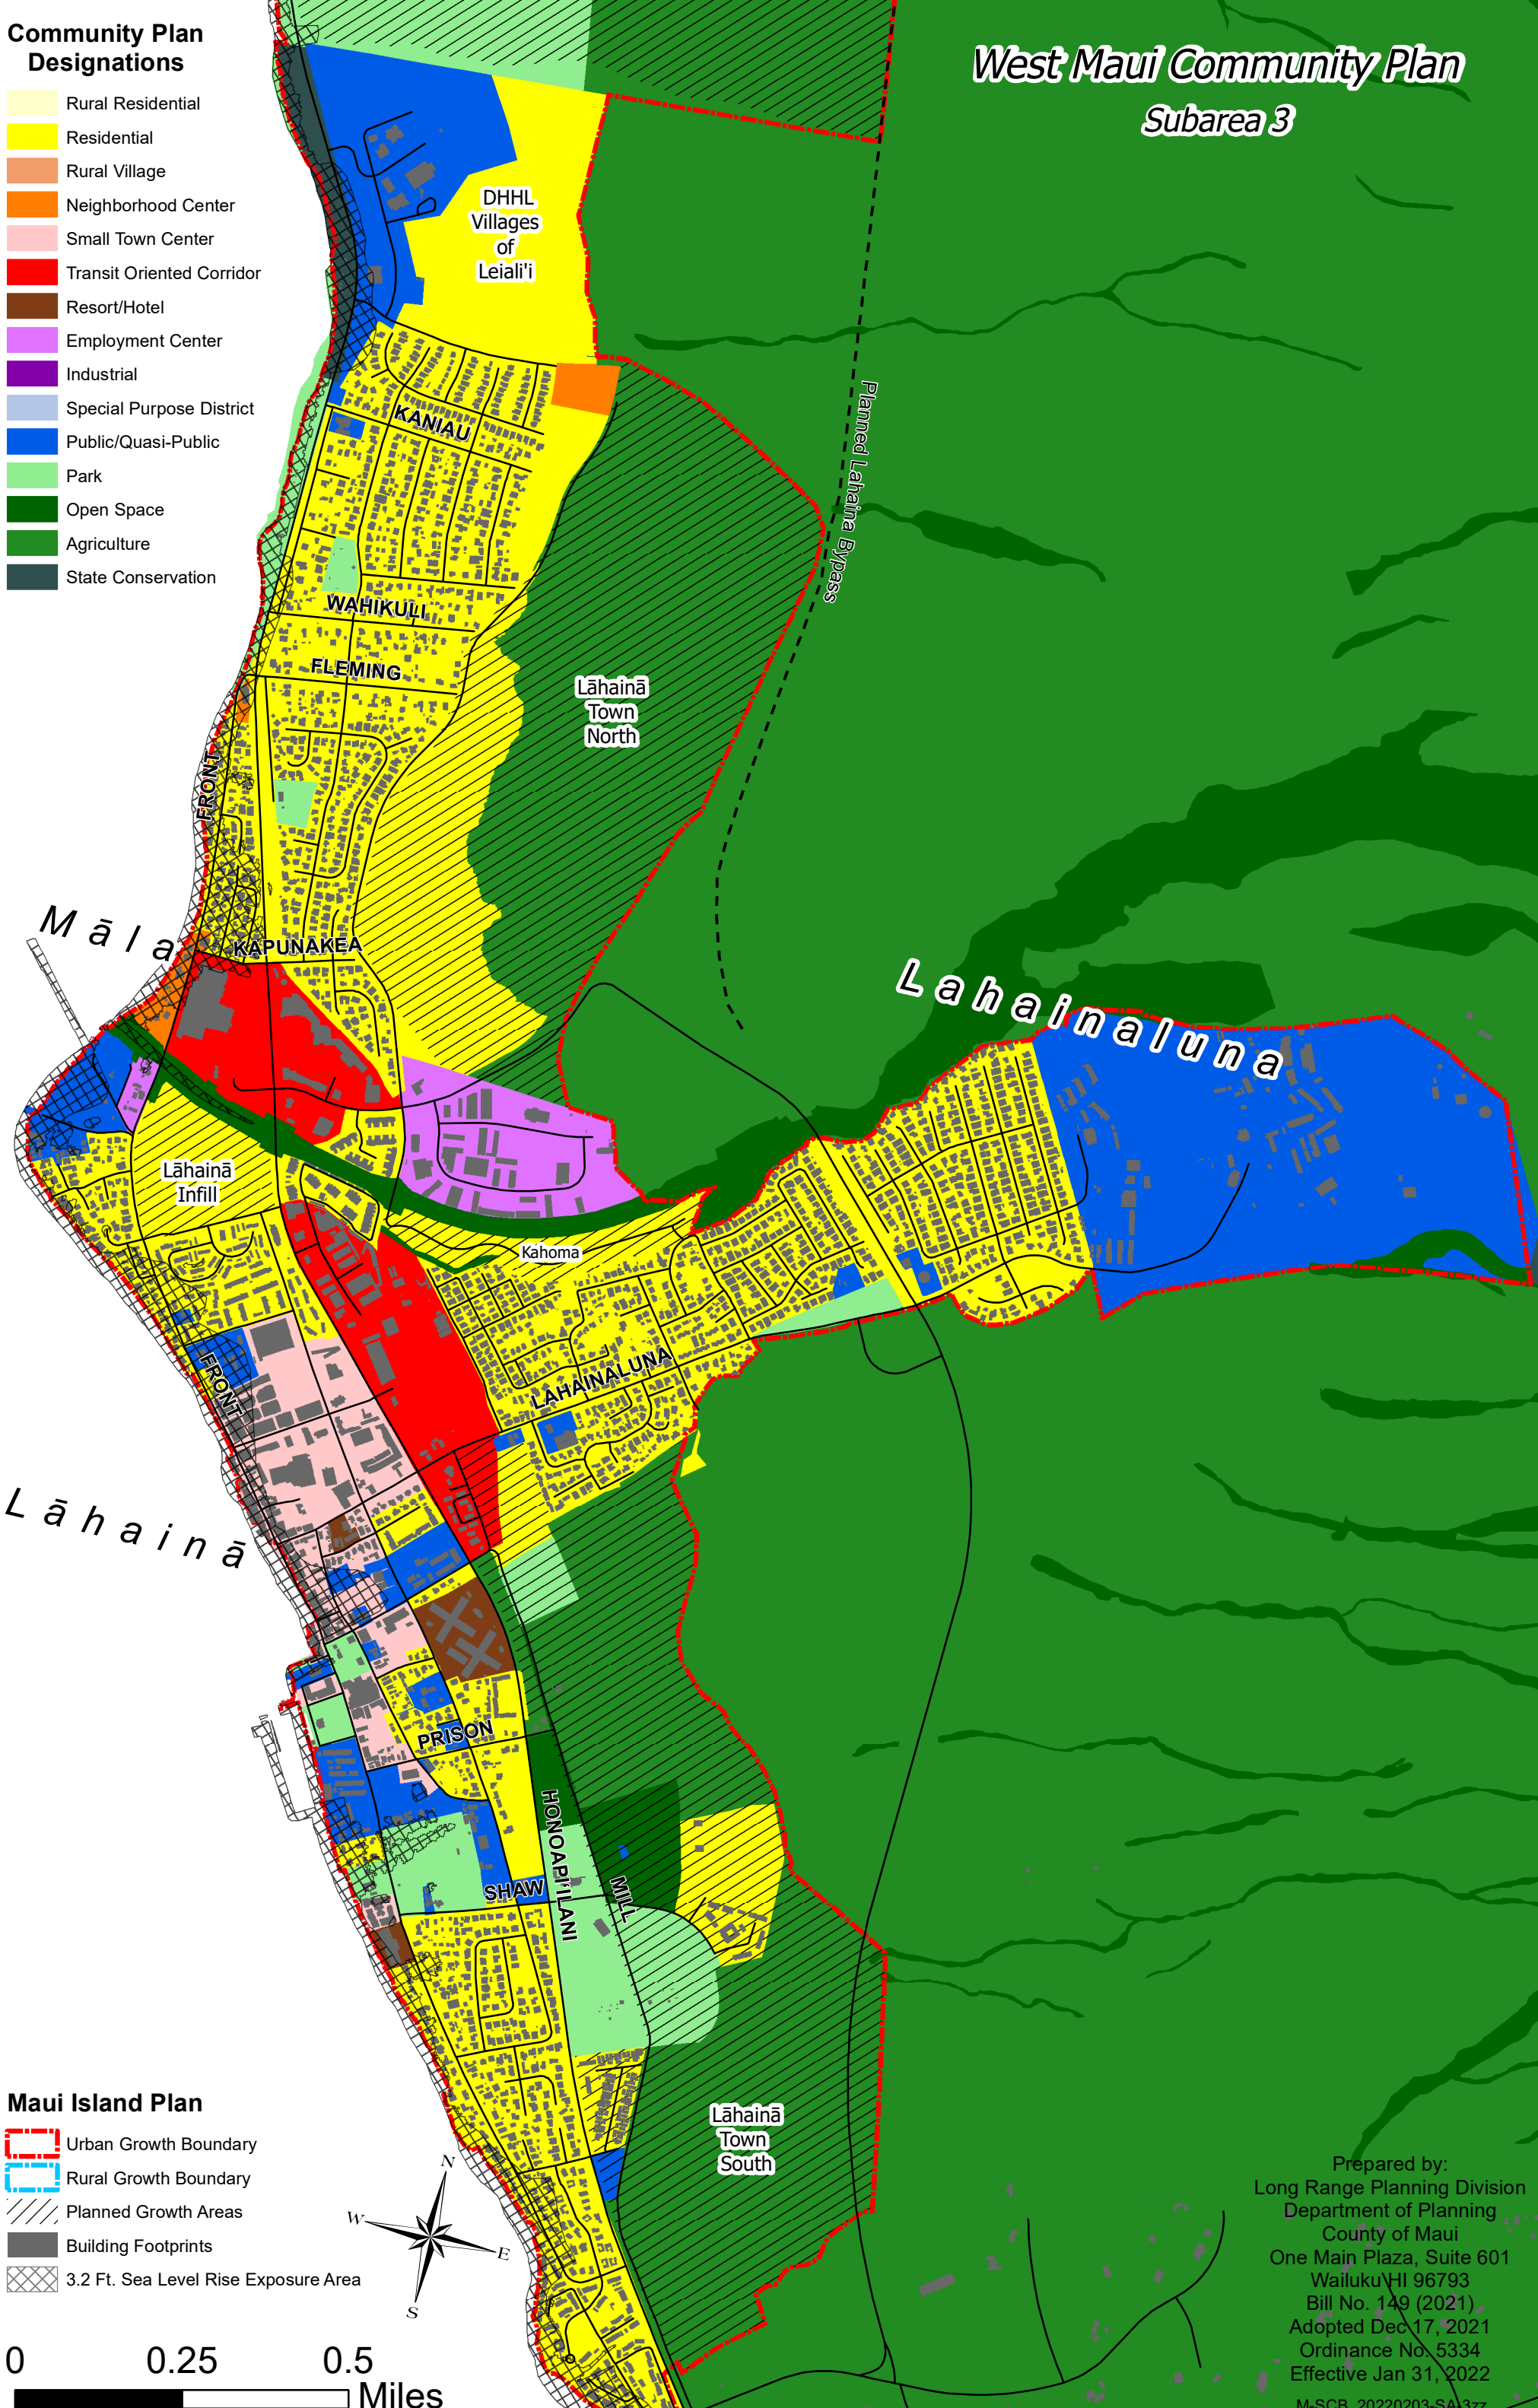 Community Plan
Designations
Rural Residential
Residential
Rural Village
Neighborhood Center
Small Town Center
Transit Oriented Corridor
Resort/Hotel
Employment Center
Industrial
Special Purpose District
Public/Quasi-Public
Park
Open Space
Agriculture
State Conservation
West Maui Community Plan
Subarea 3
DHHL
Villages
of
Leiali'i
KANIAU
Planned Lahaina Bypass
WAHIKULI
FLEMING
Lāhainā
Town
North
FRONT
Māla
KAPUNAKEA
Lahainaluna
Lāhainā
Infill
Kahoma
FRONT
LAHAINALUNA
Lāhainā
PRISON
HONOAPIʻILANI
SHAW
MILL
Lāhainā
Town
South
Maui Island Plan
Urban Growth Boundary
Rural Growth Boundary
Planned Growth Areas
Building Footprints
3.2 Ft. Sea Level Rise Exposure Area
N
W
E
S
0 0.25 0.5
Miles
Prepared by:
Long Range Planning Division
Department of Planning
County of Maui
One Main Plaza, Suite 601
Wailuku HI 96793
Bill No. 149 (2021)
Adopted Dec 17, 2021
Ordinance No. 5334
Effective Jan 31, 2022